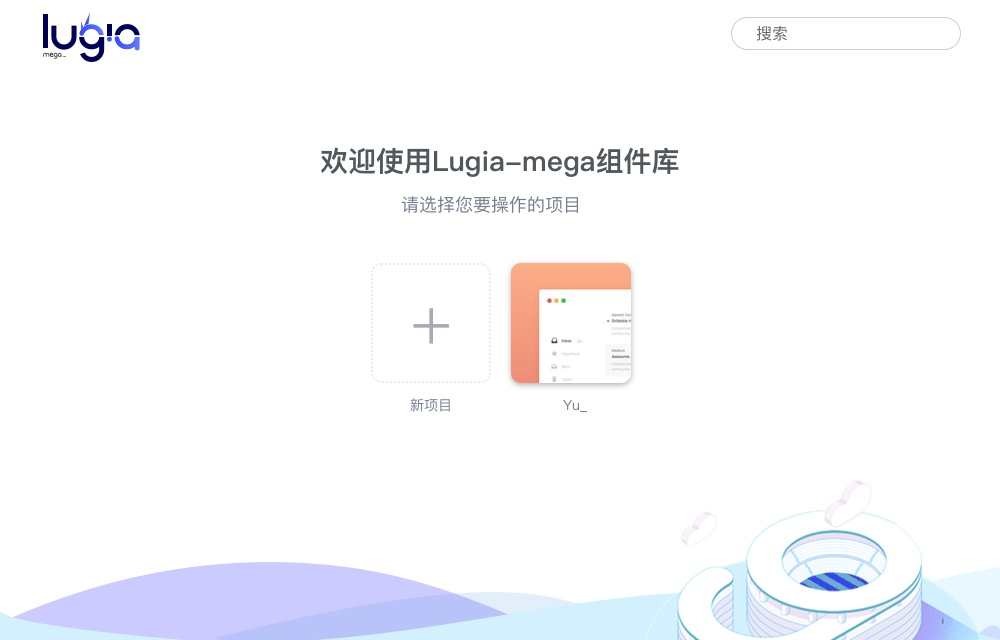 lugia
mega...
搜索
欢迎使用Lugia-mega组件库
请选择您要操作的项目
Inbox
新项目
Yu_